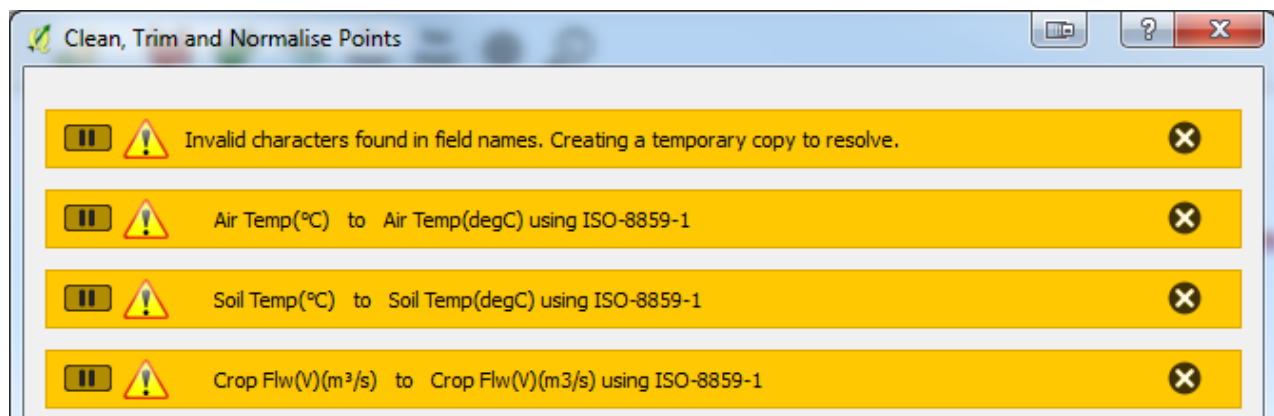 Clean, Trim and Normalise Points
Invalid characters found in field names. Creating a temporary copy to resolve.
Air Temp(°C) to Air Temp(degC) using ISO-8859-1
Soil Temp(°C) to Soil Temp(degC) using ISO-8859-1
Crop Flw(V)(m³/s) to Crop Flw(V)(m3/s) using ISO-8859-1